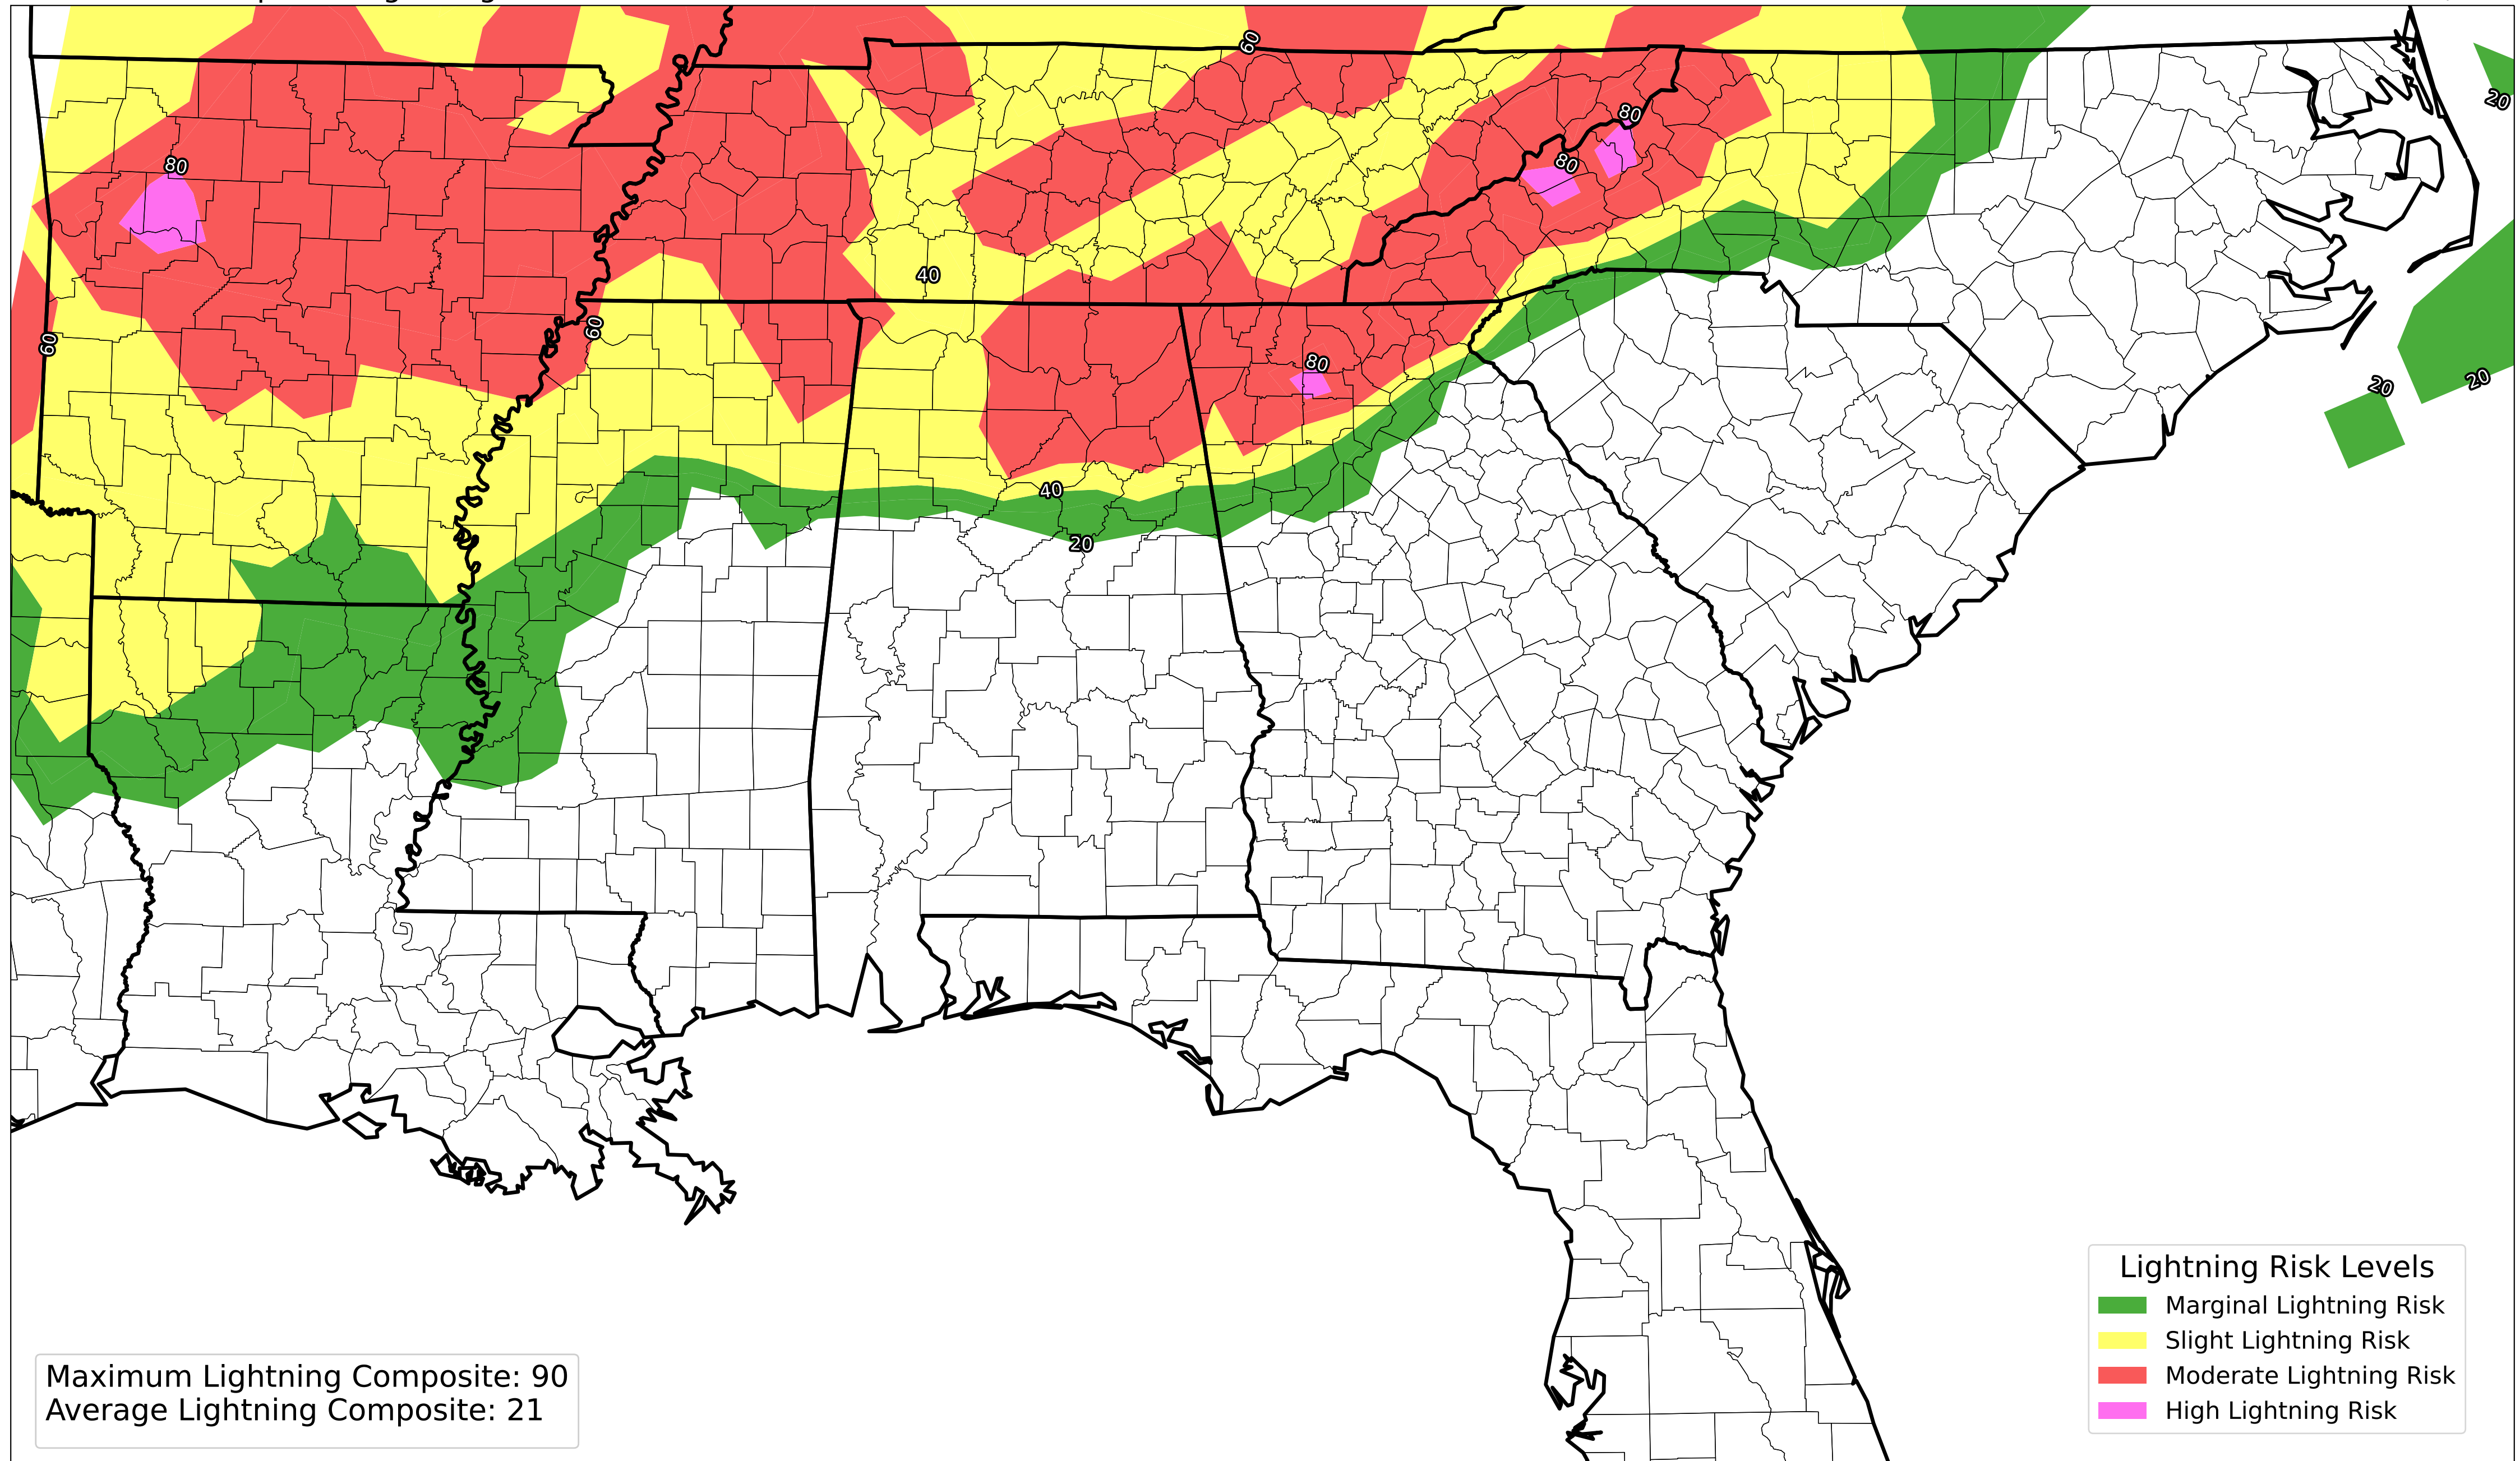 60
20
80
80
80
40
60
60
80
20
20
40
20
Lightning Risk Levels
Marginal Lightning Risk
Slight Lightning Risk
Moderate Lightning Risk
High Lightning Risk
Maximum Lightning Composite: 90
Average Lightning Composite: 21